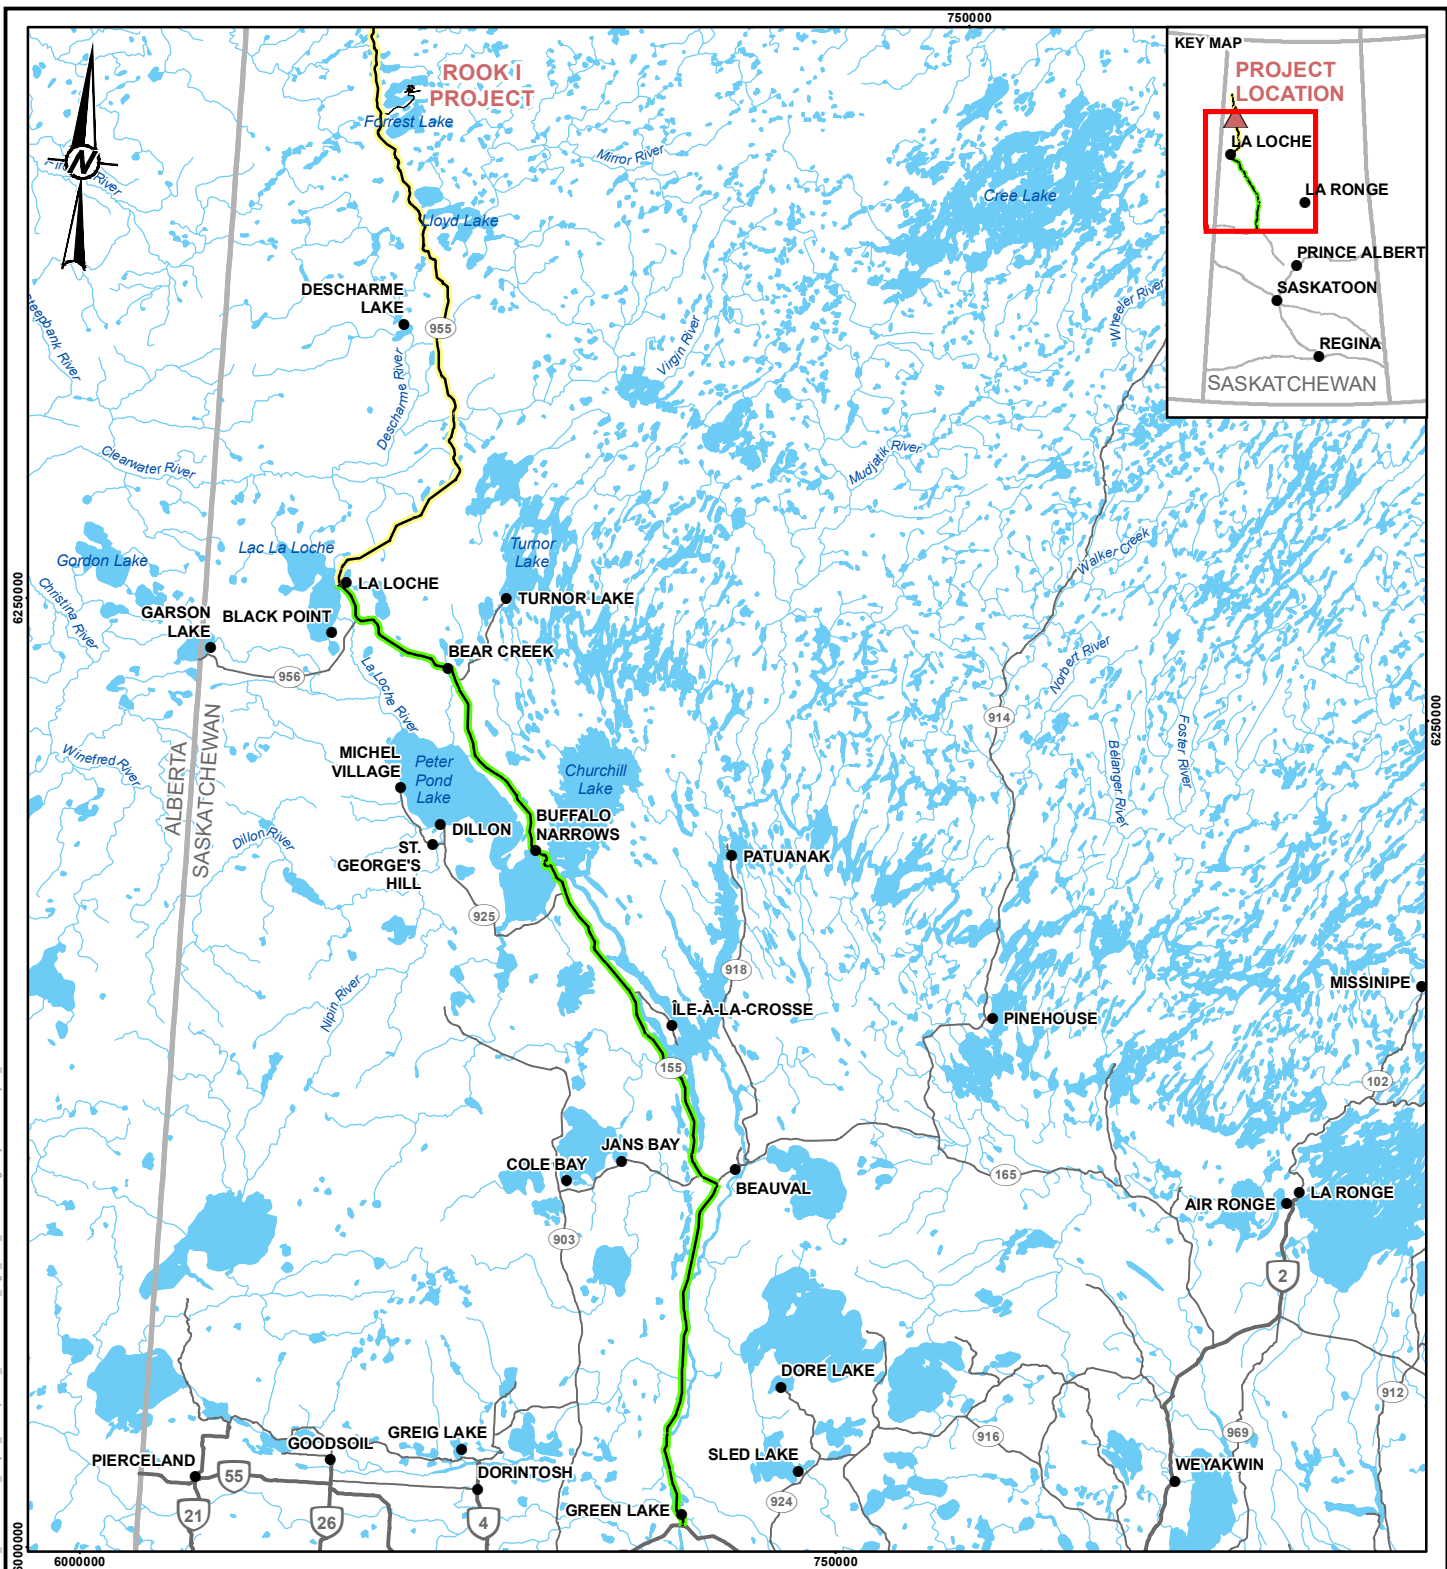 750000
KEY MAP
PROJECT
LOCATION
LA LOCHE
LA RONGE
PRINCE ALBERT
SASKATOON
REGINA
SASKATCHEWAN
ROOK I
PROJECT
Forrest Lake
Mirror River
Cree Lake
N
River
Lloyd Lake
DESCHARME
LAKE
955
Steepbank River
Descharme River
Virgin River
Wheeler River
Clearwater River
Mudjatik River
Gordon Lake
Lac La Loche
Turnor
Lake
Walker Creek
6250000
Christina River
LA LOCHE
TURNOR LAKE
GARSON
LAKE
BLACK POINT
BEAR CREEK
956
La Loche River
Norbert River
914
6250000
Foster River
Bélanger River
ALBERTA
SASKATCHEWAN
Winefred River
MICHEL
VILLAGE
Peter
Pond
Lake
Churchill
Lake
BUFFALO
NARROWS
DILLON
Dillon River
ST.
GEORGE'S
HILL
PATUANAK
925
918
Nipin River
MISSINIPE
ÎLE-À-LA-CROSSE
PINEHOUSE
155
102
JANS BAY
COLE BAY
BEAUVAL
165
AIR RONGE
LA RONGE
903
2
DORE LAKE
912
GREIG LAKE
GOODSOIL
916
969
PIERCELAND
55
DORINTOSH
SLED LAKE
WEYAKWIN
924
21
26
4
GREEN LAKE
6000000
6000000
750000